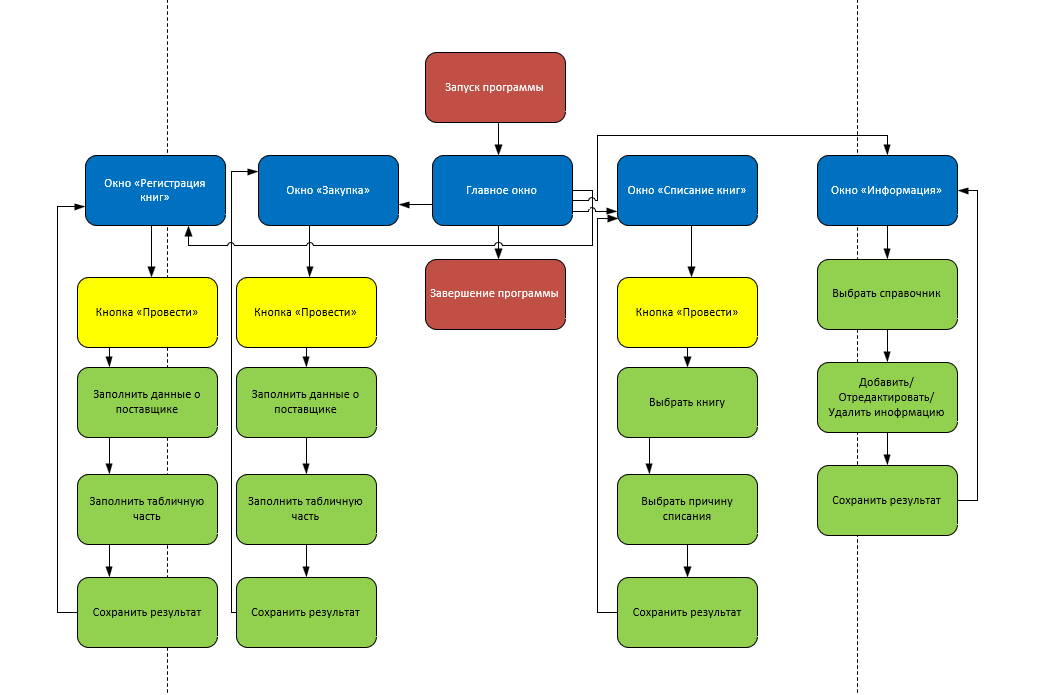 Запуск программы
Окно «Регистрация
книг»
Окно «Закупка»
Главное окно
Окно «Списание книг»
Окно «Информация»
Завершение программы
Выбрать справочник
Кнопка «Провести»
Кнопка «Провести»
Кнопка «Провести»
Заполнить данные о
поставщике
Заполнить данные о
поставщике
Выбрать книгу
Добавить/
Отредактировать/
Удалить инофрмацию
Заполнить табличную
часть
Заполнить табличную
часть
Выбрать причину
списания
Сохранить результат
Сохранить результат
Сохранить результат
Сохранить результат